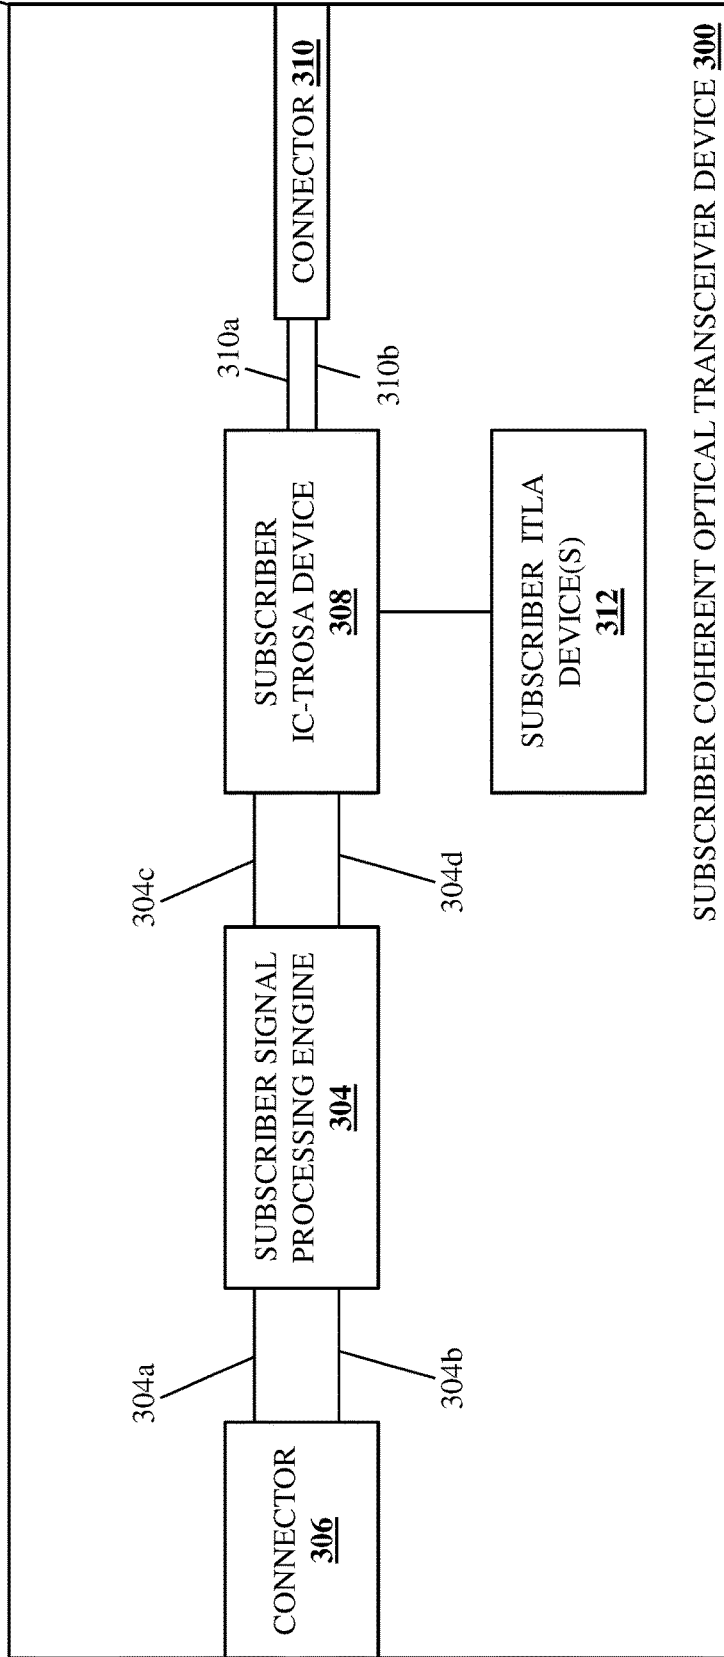 304a
304b
304c
304d
310a
310b
CONNECTOR
306
SUBSCRIBER SIGNAL
PROCESSING ENGINE
304
SUBSCRIBER
IC-TROSA DEVICE
308
CONNECTOR 310
SUBSCRIBER ITLA
DEVICE(S)
312
SUBSCRIBER COHERENT OPTICAL TRANSCEIVER DEVICE 300